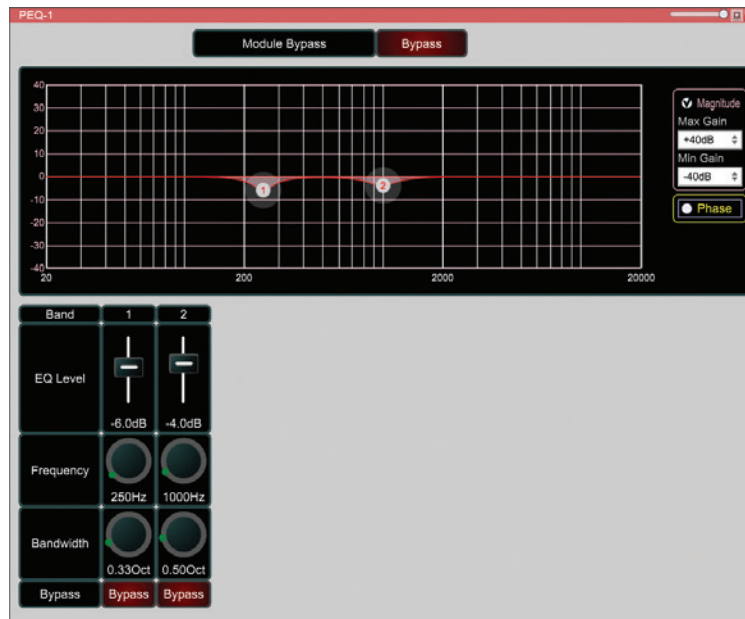 PEQ-1
Module Bypass Bypass
40
30
20
10
0
-10
-20
-30
-40
20 200 2000 20000
1 2
Magnitude
Max Gain
+40dB
Min Gain
-40dB
Phase
Band 1 2
EQ Level
-6.0dB -4.0dB
Frequency
250Hz 1000Hz
Bandwidth
0.33Oct 0.50Oct
Bypass Bypass Bypass